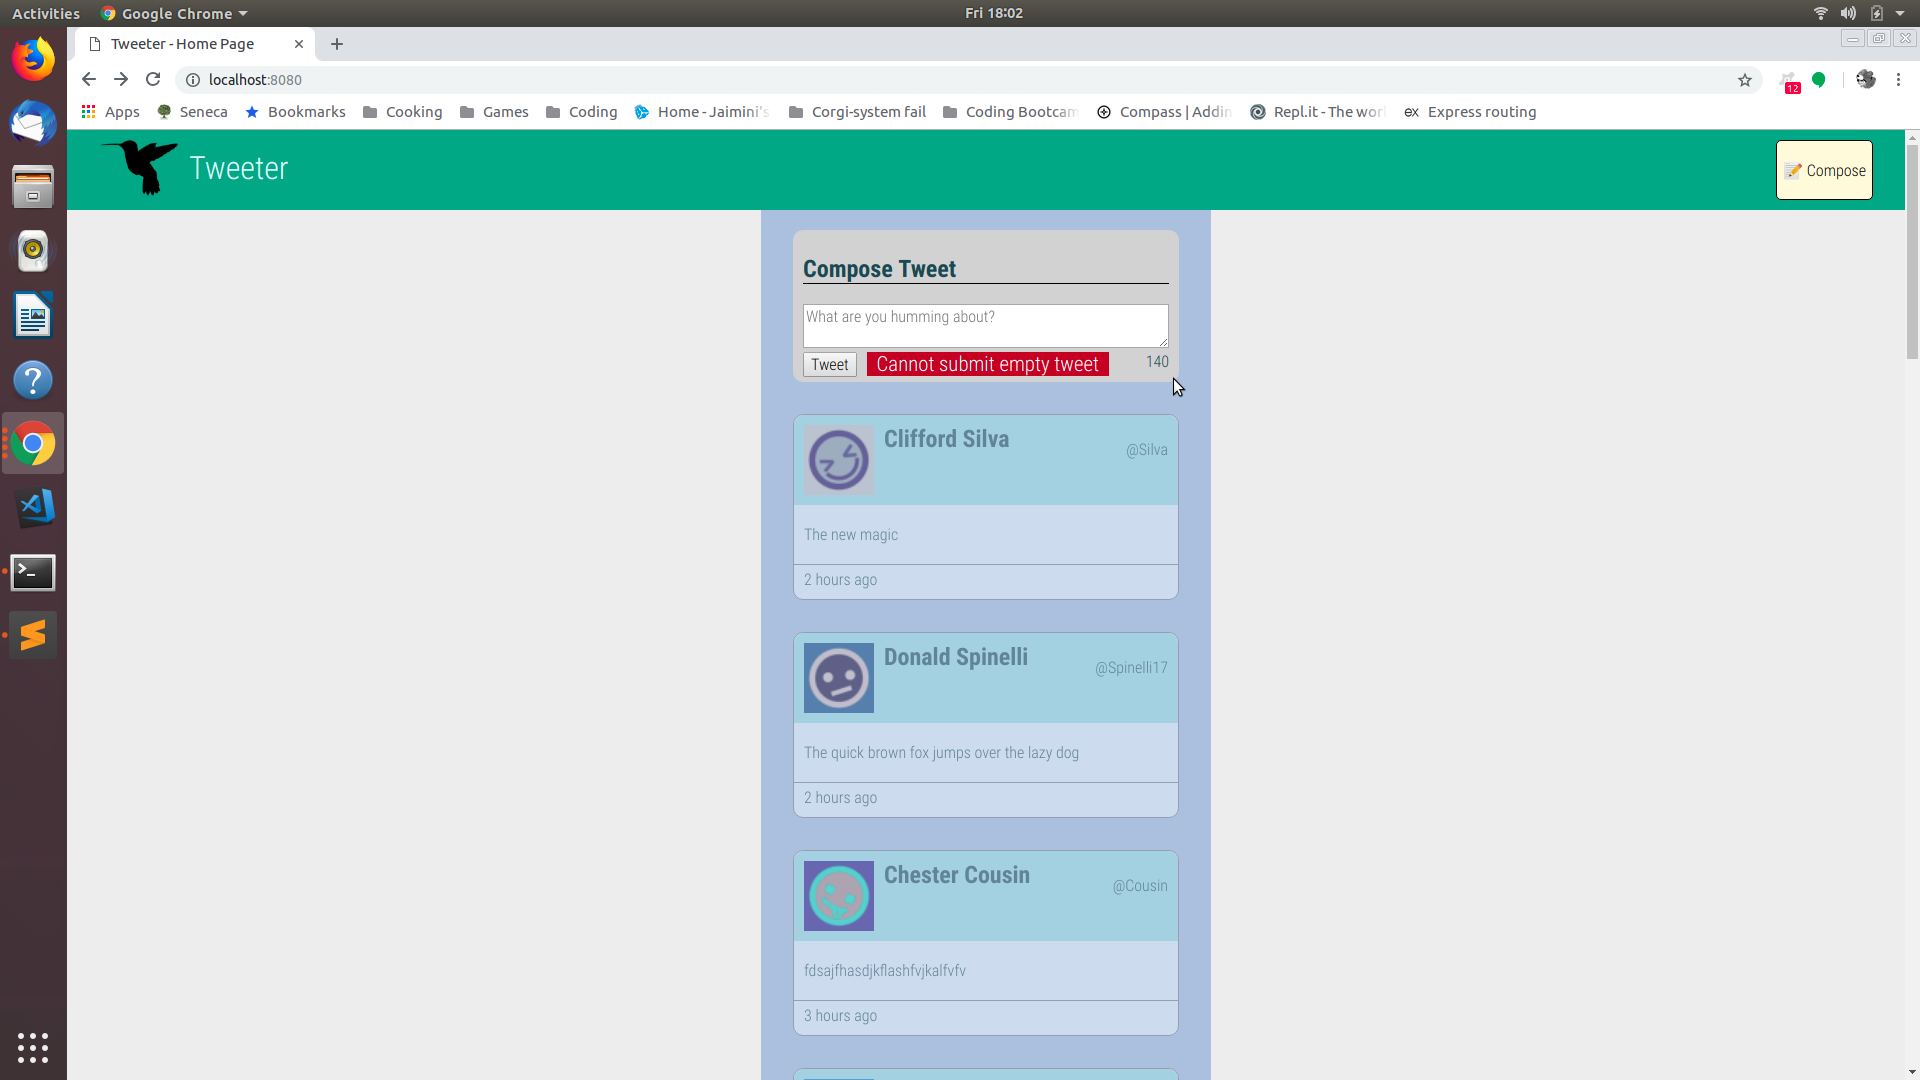 Activities
Google Chrome
Fri 18:02
Tweeter - Home Page
localhost:8080
12
Apps
Seneca
Bookmarks
Cooking
Games
Coding
Home - Jaimini's
Corgi-system fail
Coding Bootcam
Compass | Addin
Repl.it - The wor
ex
Express routing
Tweeter
Compose
Compose Tweet
What are you humming about?
Tweet
Cannot submit empty tweet
140
Clifford Silva
@Silva
The new magic
2 hours ago
Donald Spinelli
@Spinelli17
The quick brown fox jumps over the lazy dog
2 hours ago
Chester Cousin
@Cousin
fdsajfhasdjkflashfvjkalfvfv
3 hours ago